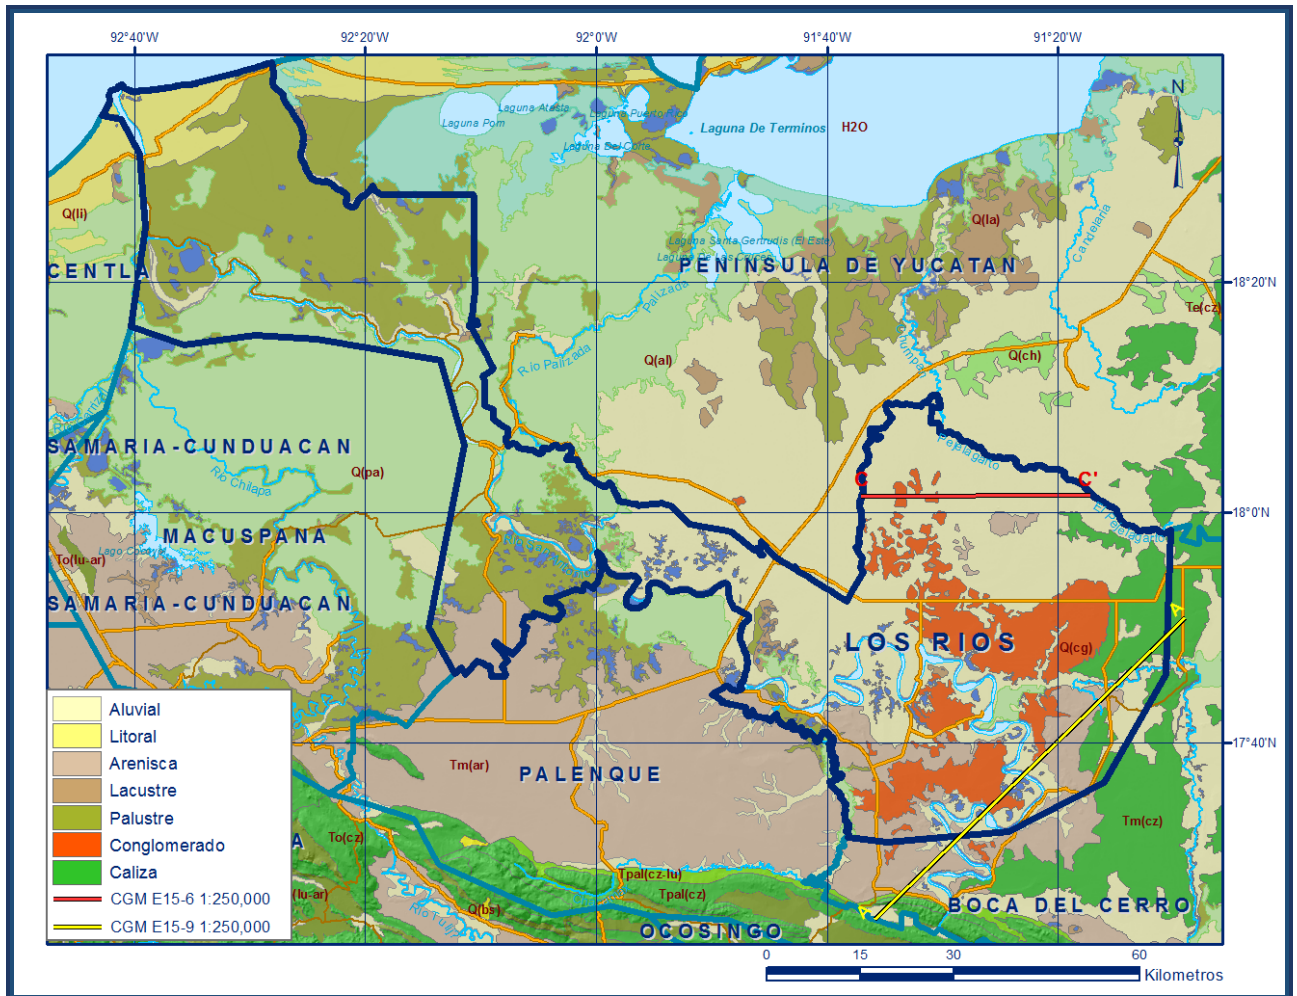 92°40'W 92°20'W 92°0'W 91°40'W 91°20'W
N
Laguna Atasta
Laguna Puerto Rico
Laguna Pom
Laguna De Terminos H2O
Laguna Del Corte
Q(li)
Q(la)
Candelaria
Laguna Santa Gertrudis (El Este)
CENTLA
PENINSULA DE YUCATAN
18°20'N
Palizada
Te(cz)
Chumpan
Río Palizada
Q(al)
Q(ch)
SAMARIA-CUNDUACAN
Q(pa)
Río Chilapa
C
C'
18°0'N
MACUSPANA
To(lu-ar)
SAMARIA-CUNDUACAN
A
LOS RIOS
Q(cg)
17°40'N
Tm(ar)
PALENQUE
Aluvial
Litoral
Arenisca
Lacustre
Palustre
Conglomerado
Caliza
CGM E15-6 1:250,000
CGM E15-9 1:250,000
Tm(cz)
To(cz)
A
Tpal(cz-lu)
(lu-ar)
Tpal(cz)
Q(bs)
A
BOCA DEL CERRO
OCOSINGO
0 15 30 60
Kilometros